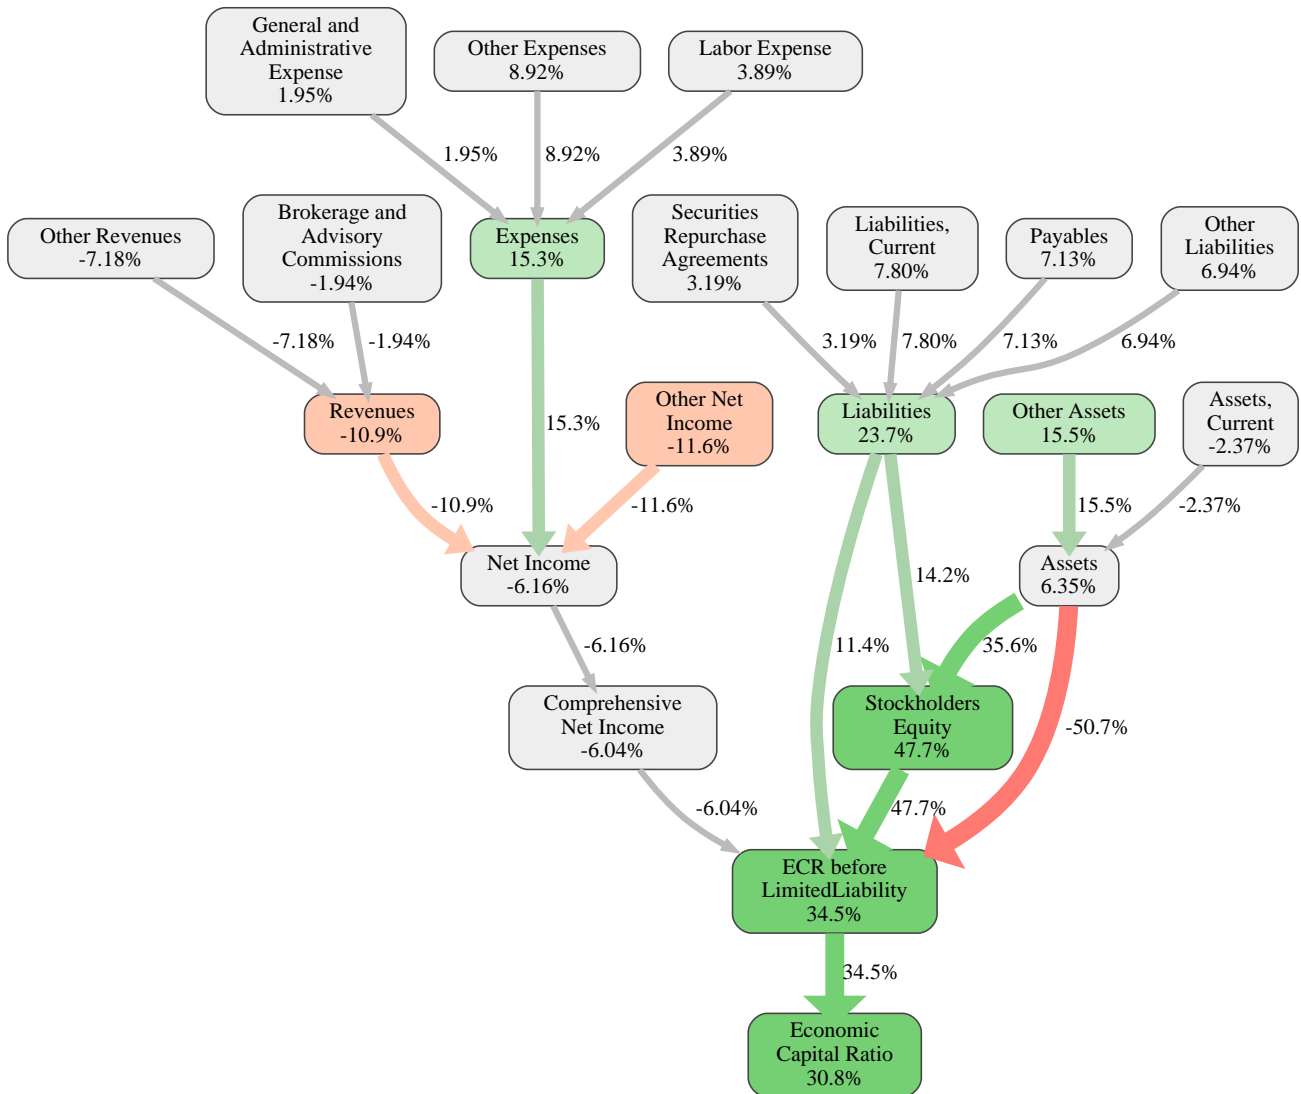 General and
Administrative
Expense
1.95%
Other Expenses
8.92%
Labor Expense
3.89%
1.95%
8.92%
3.89%
Other Revenues
-7.18%
Brokerage and
Advisory
Commissions
-1.94%
Expenses
15.3%
Securities
Repurchase
Agreements
3.19%
Liabilities,
Current
7.80%
Payables
7.13%
Other
Liabilities
6.94%
-7.18%
-1.94%
3.19%
7.80%
7.13%
6.94%
Revenues
-10.9%
15.3%
Other Net
Income
-11.6%
Liabilities
23.7%
Other Assets
15.5%
Assets,
Current
-2.37%
-10.9%
-11.6%
15.5%
-2.37%
Net Income
-6.16%
14.2%
Assets
6.35%
-6.16%
11.4%
35.6%
Comprehensive
Net Income
-6.04%
Stockholders
Equity
47.7%
-50.7%
-6.04%
47.7%
ECR before
LimitedLiability
34.5%
34.5%
Economic
Capital Ratio
30.8%